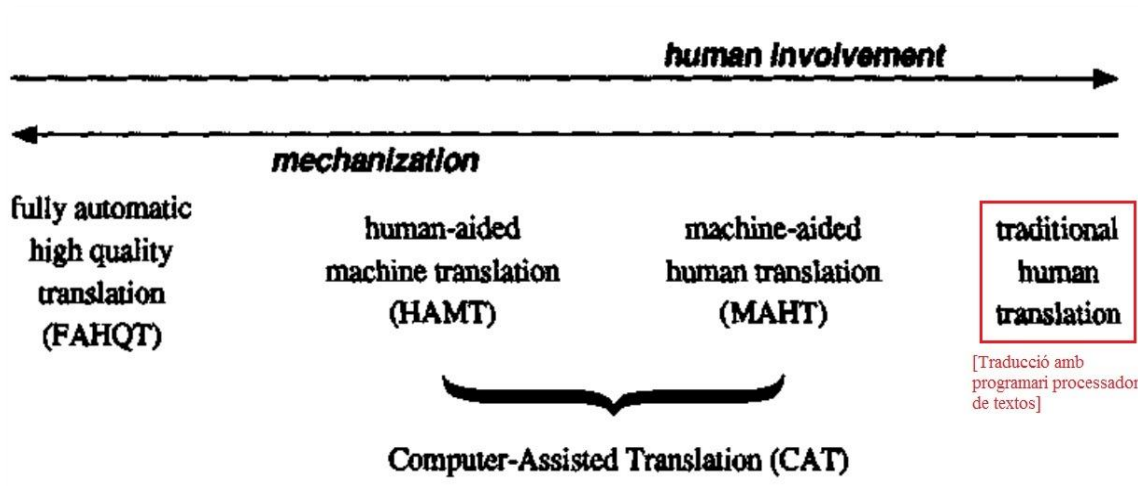 human involvement
mechanization
fully automatic
high quality
translation
(FAHQT)
human-aided
machine translation
(HAMT)
machine-aided
human translation
(MAHT)
traditional
human
translation
[Traducció amb
programari processador
de textos]
Computer-Assisted Translation (CAT)